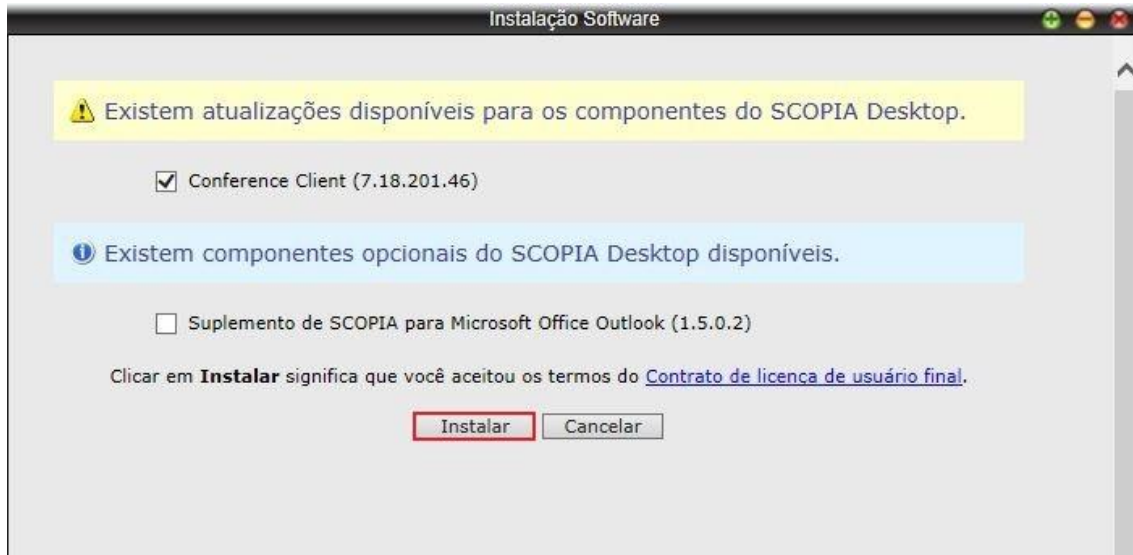 Instalação Software
Existem atualizações disponíveis para os componentes do SCOPIA Desktop.
Conference Client (7.18.201.46)
Existem componentes opcionais do SCOPIA Desktop disponíveis.
Suplemento de SCOPIA para Microsoft Office Outlook (1.5.0.2)
Clicar em Instalar significa que você aceitou os termos do Contrato de licença de usuário final.
Instalar Cancelar